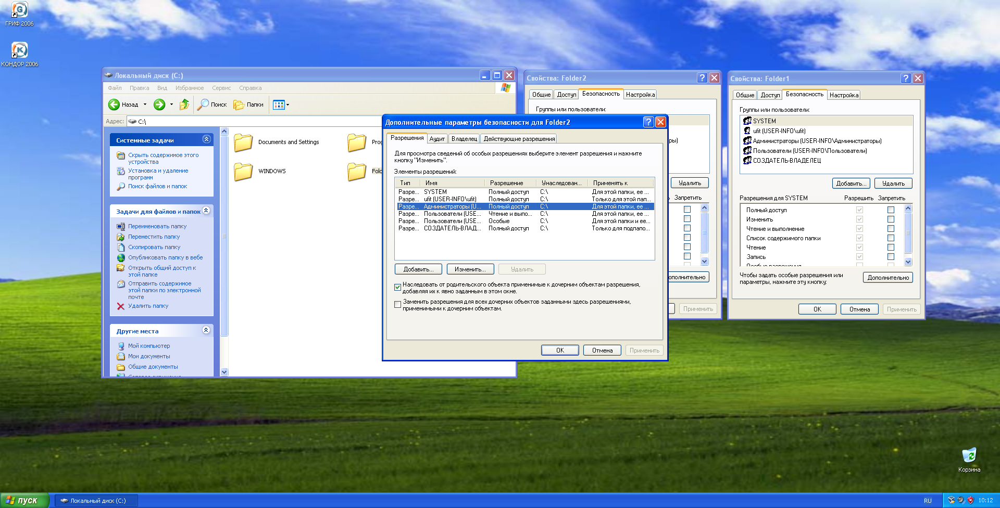 ГРИФ 2006
КОНДОР 2006
Локальный диск (C:)
Файл Правка Вид Избранное Сервис Справка
Назад Поиск Папки
Адрес: C:\
Системные задачи
Скрыть содержимое этого
устройства
Установка и удаление
программ
Поиск файлов и папок
Задачи для файлов и папок
Переименовать папку
Переместить папку
Скопировать папку
Опубликовать папку в вебе
Открыть общий доступ к
этой папке
Отправить содержимое
этой папки по электронной
почте
Удалить папку
Другие места
Мой компьютер
Мои документы
Общие документы
Documents and Settings
WINDOWS
Свойства: Folder2
Общие Доступ Безопасность Настройка
Группы или пользователи:
Удалить
Запретить
Применить
Дополнительные параметры безопасности для Folder2
Разрешения Аудит Владелец Действующие разрешения
Для просмотра сведений об особых разрешениях выберите элемент разрешения и нажмите
кнопку "Изменить".
Элементы разрешений:
Тип Имя Разрешение Унаследован... Применять к
Разре... SYSTEM Полный доступ C:\ Для этой папки, ее ...
Разре... ufit (USER-INFO\ufit) Полный доступ C:\ Только для этой пап...
Разре... Администраторы (U... Полный доступ C:\ Для этой папки, ее ...
Разре... Пользователи (USE... Чтение и выпо... C:\ Для этой папки, ее ...
Разре... Пользователи (USE... Особые C:\ Для этой папки и ее...
Разре... СОЗДАТЕЛЬ-ВЛАД... Полный доступ C:\ Только для подпапо...
Добавить... Изменить... Удалить
Наследовать от родительского объекта применимые к дочерним объектам разрешения,
добавляя их к явно заданным в этом окне.
Заменить разрешения для всех дочерних объектов заданными здесь разрешениями,
применимыми к дочерним объектам.
OK Отмена Применить
Свойства: Folder1
Общие Доступ Безопасность Настройка
Группы или пользователи:
SYSTEM
ufit (USER-INFO\ufit)
Администраторы (USER-INFO\Администраторы)
Пользователи (USER-INFO\Пользователи)
СОЗДАТЕЛЬ-ВЛАДЕЛЕЦ
Добавить... Удалить
Разрешения для SYSTEM Разрешить Запретить
Полный доступ
Изменить
Чтение и выполнение
Список содержимого папки
Чтение
Запись
Чтобы задать особые разрешения или
параметры, нажмите эту кнопку:
Дополнительно
OK Отмена Применить
Корзина
пуск
Локальный диск (C:)
RU
10:12